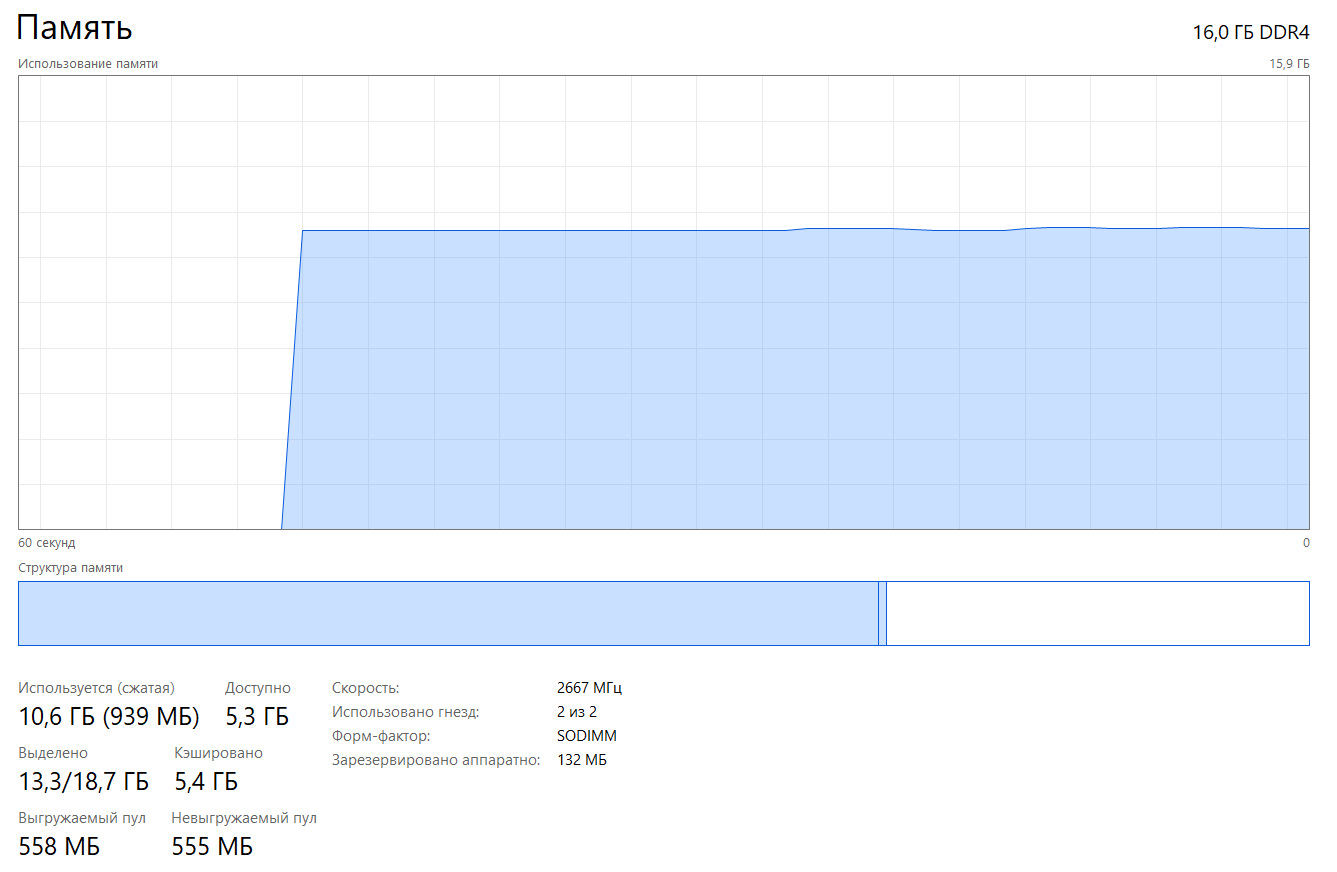 Память
16,0 ГБ DDR4
Использование памяти
15,9 ГБ
60 секунд
0
Структура памяти
Используется (сжатая)
10,6 ГБ (939 МБ)
Доступно
5,3 ГБ
Выделено
13,3/18,7 ГБ
Кэшировано
5,4 ГБ
Выгружаемый пул
558 МБ
Невыгружаемый пул
555 МБ
Скорость: 2667 МГц
Использовано гнезд: 2 из 2
Форм-фактор: SODIMM
Зарезервировано аппаратно: 132 МБ